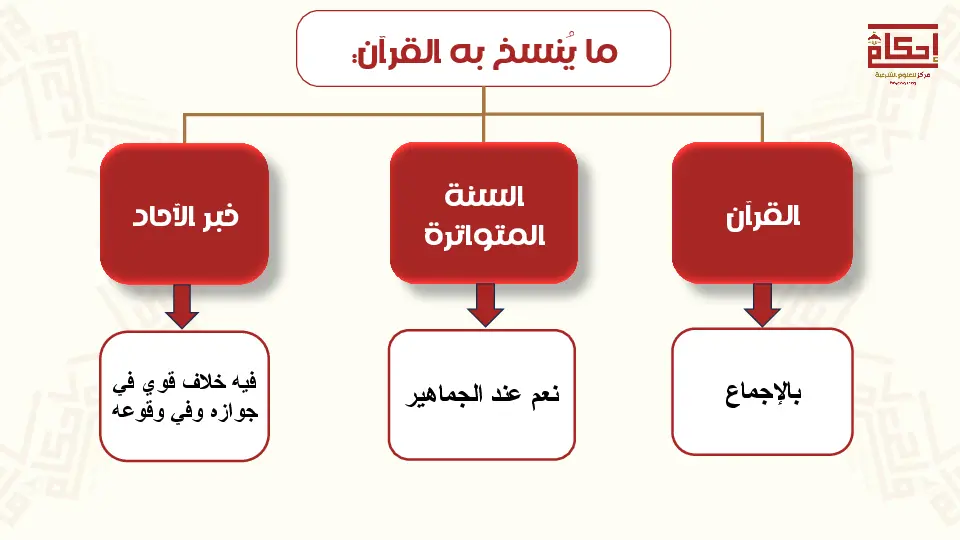 ما يُنسخ به القرآن:
إحكام
مركز للعلوم الشرعية
القرآن
السنة
المتواترة
خبر الآحاد
بالإجماع
نعم عند الجماهير
فيه خلاف قوي في
جوازه وفي وقوعه